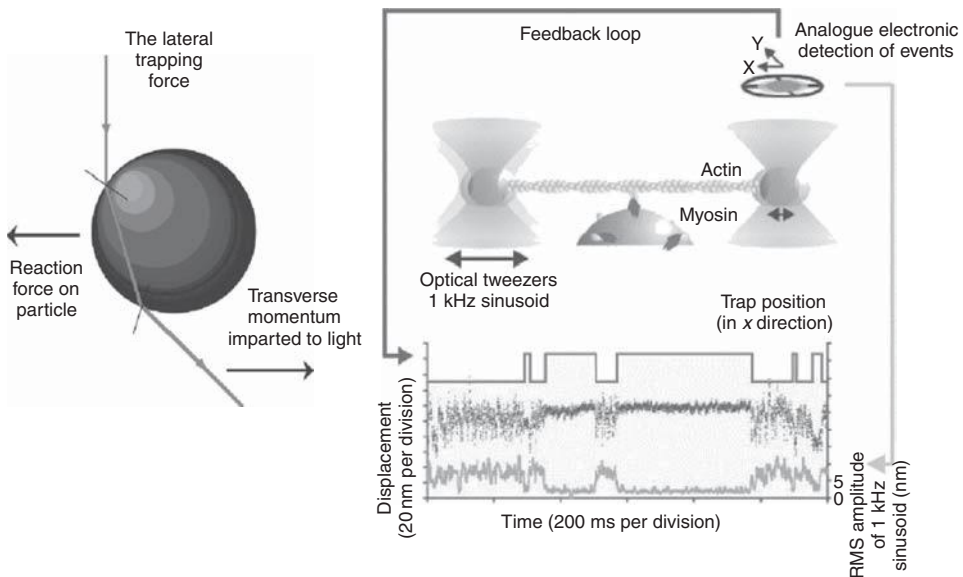 The lateral
trapping
force
Reaction
force on
particle
Transverse
momentum
imparted to light
Feedback loop
Analogue electronic
detection of events
Y
X
Actin
Myosin
Optical tweezers
1 kHz sinusoid
Trap position
(in x direction)
Displacement
(20 nm per division)
5
0
Time (200 ms per division)
RMS amplitude
of 1 kHz
sinusoid (nm)